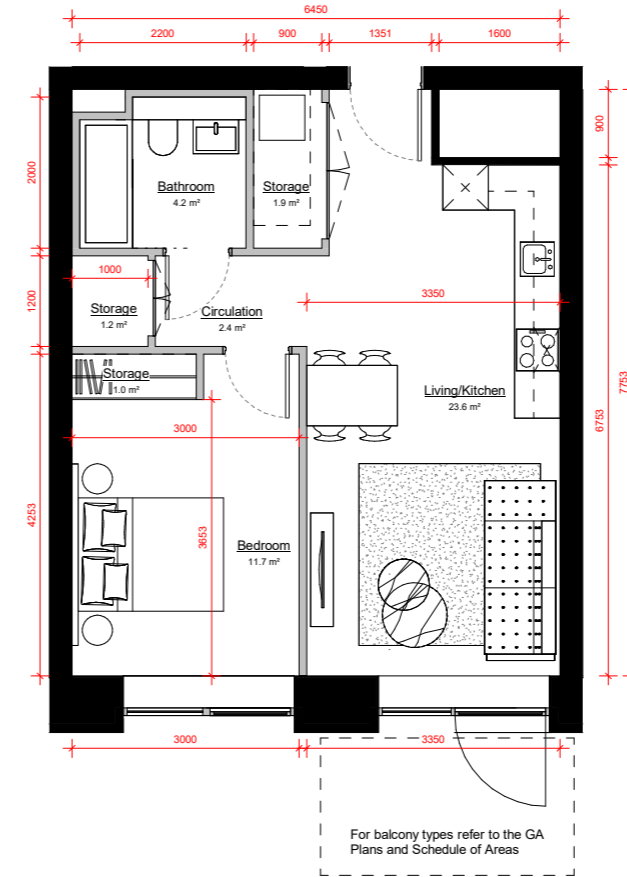 6450
2200
900
1351
1600
900
2000
Bathroom
4.2 m²
Storage
1.9 m²
1000
1200
Storage
1.2 m²
Circulation
2.4 m²
3350
7753
Storage
1.0 m²
Living/Kitchen
23.6 m²
6753
3000
4253
3653
Bedroom
11.7 m²
3000
3350
For balcony types refer to the GA
Plans and Schedule of Areas